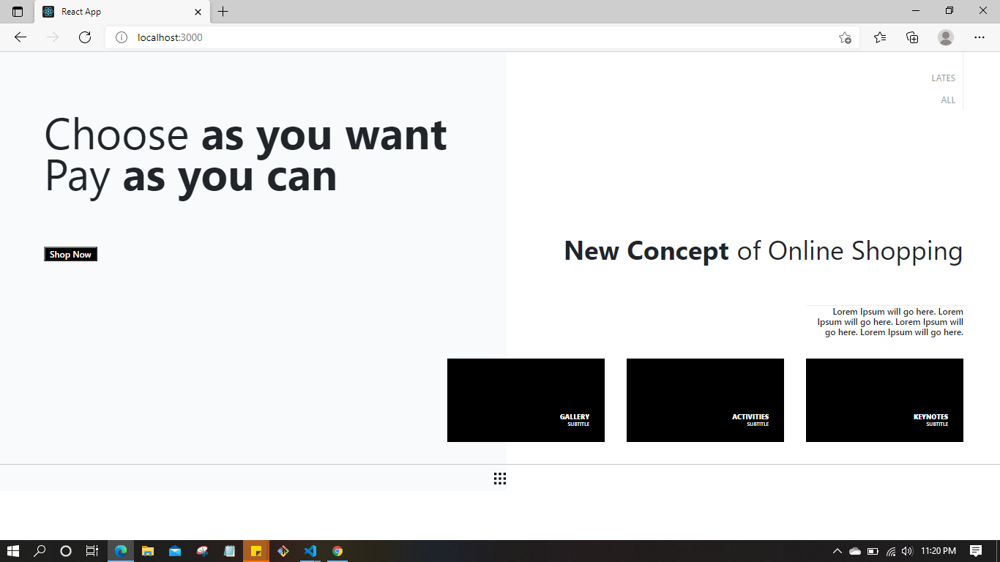 React App
localhost:3000
LATES
ALL
Choose as you want
Pay as you can
Shop Now
New Concept of Online Shopping
Lorem Ipsum will go here. Lorem
Ipsum will go here. Lorem Ipsum will
go here. Lorem Ipsum will go here.
GALLERY
SUBTITLE
ACTIVITIES
SUBTITLE
KEYNOTES
SUBTITLE
11:20 PM